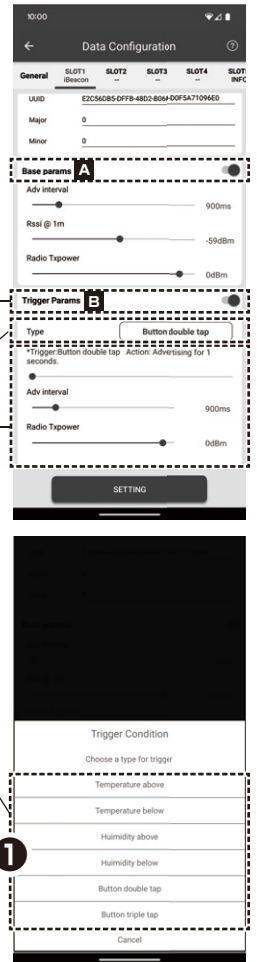 10:00
Data Configuration
General SLOT1 SLOT2 SLOT3 SLOT4 SLOT5
iBeacon -- -- -- INFO
UUID E2C56DB5-DFFB-48D2-B06H-D0F5A71096E0
Major 0
Minor 0
Base params A
Adv interval
900ms
Rssi @ 1m
-59dBm
Radio Txpower
0dBm
Trigger Params B
Type Button double tap
*Trigger:Button double tap Action: Advertising for 1
seconds.
Adv interval
900ms
Radio Txpower
0dBm
SETTING
Trigger Condition
Choose a type for trigger
Temperature above
Temperature below
1
Huimidity above
Huimidity below
Button double tap
Button triple tap
Cancel